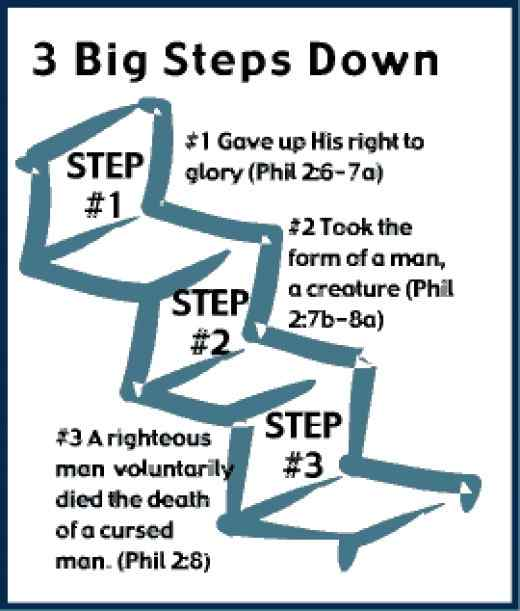 3 Big Steps Down
STEP
#1
#1 Gave up His right to
glory (Phil 2:6-7a)
STEP
#2
#2 Took the
form of a man,
a creature (Phil
2:7b-8a)
STEP
#3
#3 A righteous
man voluntarily
died the death
of a cursed
man. (Phil 2:8)